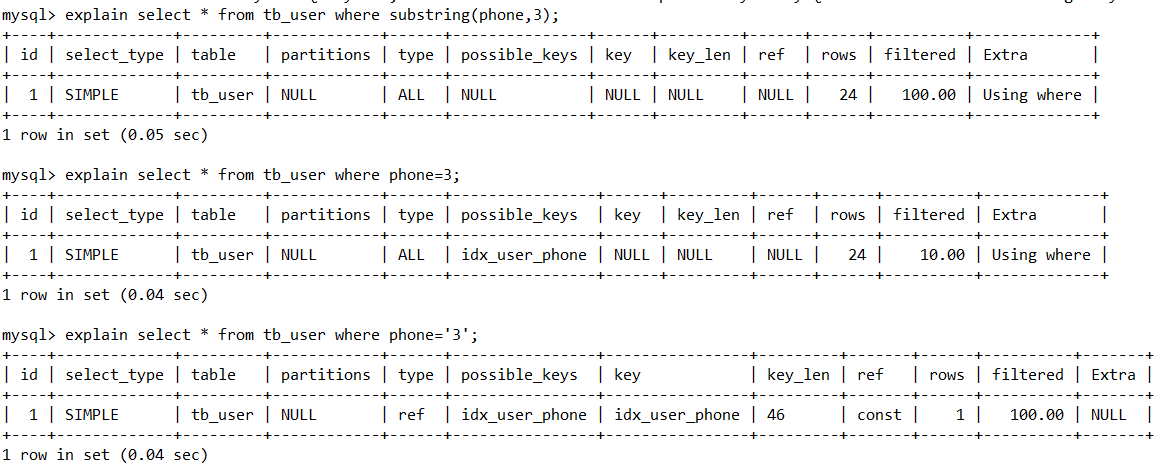 mysql> explain select * from tb_user where substring(phone,3);
+----+-------------+---------+------------+------+---------------+------+---------+------+------+----------+-------------+
| id | select_type | table   | partitions | type | possible_keys | key  | key_len | ref  | rows | filtered | Extra       |
+----+-------------+---------+------------+------+---------------+------+---------+------+------+----------+-------------+
|  1 | SIMPLE      | tb_user | NULL       | ALL  | NULL          | NULL | NULL    | NULL |   24 |   100.00 | Using where |
+----+-------------+---------+------------+------+---------------+------+---------+------+------+----------+-------------+
1 row in set (0.05 sec)

mysql> explain select * from tb_user where phone=3;
+----+-------------+---------+------------+------+----------------+------+---------+------+------+----------+-------------+
| id | select_type | table   | partitions | type | possible_keys  | key  | key_len | ref  | rows | filtered | Extra       |
+----+-------------+---------+------------+------+----------------+------+---------+------+------+----------+-------------+
|  1 | SIMPLE      | tb_user | NULL       | ALL  | idx_user_phone | NULL | NULL    | NULL |   24 |    10.00 | Using where |
+----+-------------+---------+------------+------+----------------+------+---------+------+------+----------+-------------+
1 row in set (0.04 sec)

mysql> explain select * from tb_user where phone='3';
+----+-------------+---------+------------+------+----------------+----------------+---------+-------+------+----------+-------+
| id | select_type | table   | partitions | type | possible_keys  | key            | key_len | ref   | rows | filtered | Extra |
+----+-------------+---------+------------+------+----------------+----------------+---------+-------+------+----------+-------+
|  1 | SIMPLE      | tb_user | NULL       | ref  | idx_user_phone | idx_user_phone | 46      | const |    1 |   100.00 | NULL  |
+----+-------------+---------+------------+------+----------------+----------------+---------+-------+------+----------+-------+
1 row in set (0.04 sec)